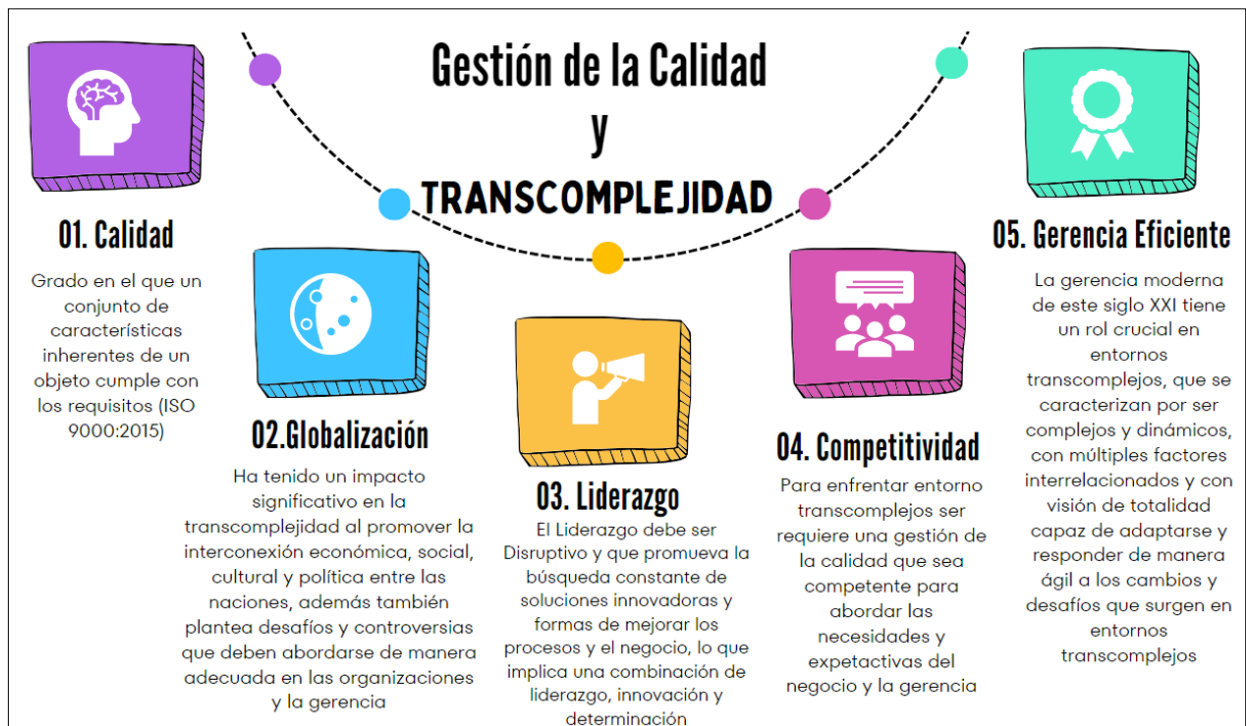 Gestión de la Calidad
y
TRANSCOMPLEJIDAD
01. Calidad
Grado en el que un
conjunto de
características
inherentes de un
objeto cumple con
los requisitos (ISO
9000:2015)
02.Globalización
Ha tenido un impacto
significativo en la
transcomplejidad al promover la
interconexión económica, social,
cultural y política entre las
naciones, además también
plantea desafíos y controversias
que deben abordarse de manera
adecuada en las organizaciones
y la gerencia
03. Liderazgo
El Liderazgo debe ser
Disruptivo y que promueva la
búsqueda constante de
soluciones innovadoras y
formas de mejorar los
procesos y el negocio, lo que
implica una combinación de
liderazgo, innovación y
determinación
04. Competitividad
Para enfrentar entorno
transcomplejos ser
requiere una gestión de
la calidad que sea
competente para
abordar las
necesidades y
expetactivas del
negocio y la gerencia
05. Gerencia Eficiente
La gerencia moderna
de este siglo XXI tiene
un rol crucial en
entornos
transcomplejos, que se
caracterizan por ser
complejos y dinámicos,
con múltiples factores
interrelacionados y con
visión de totalidad
capaz de adaptarse y
responder de manera
ágil a los cambios y
desafíos que surgen en
entornos
transcomplejos